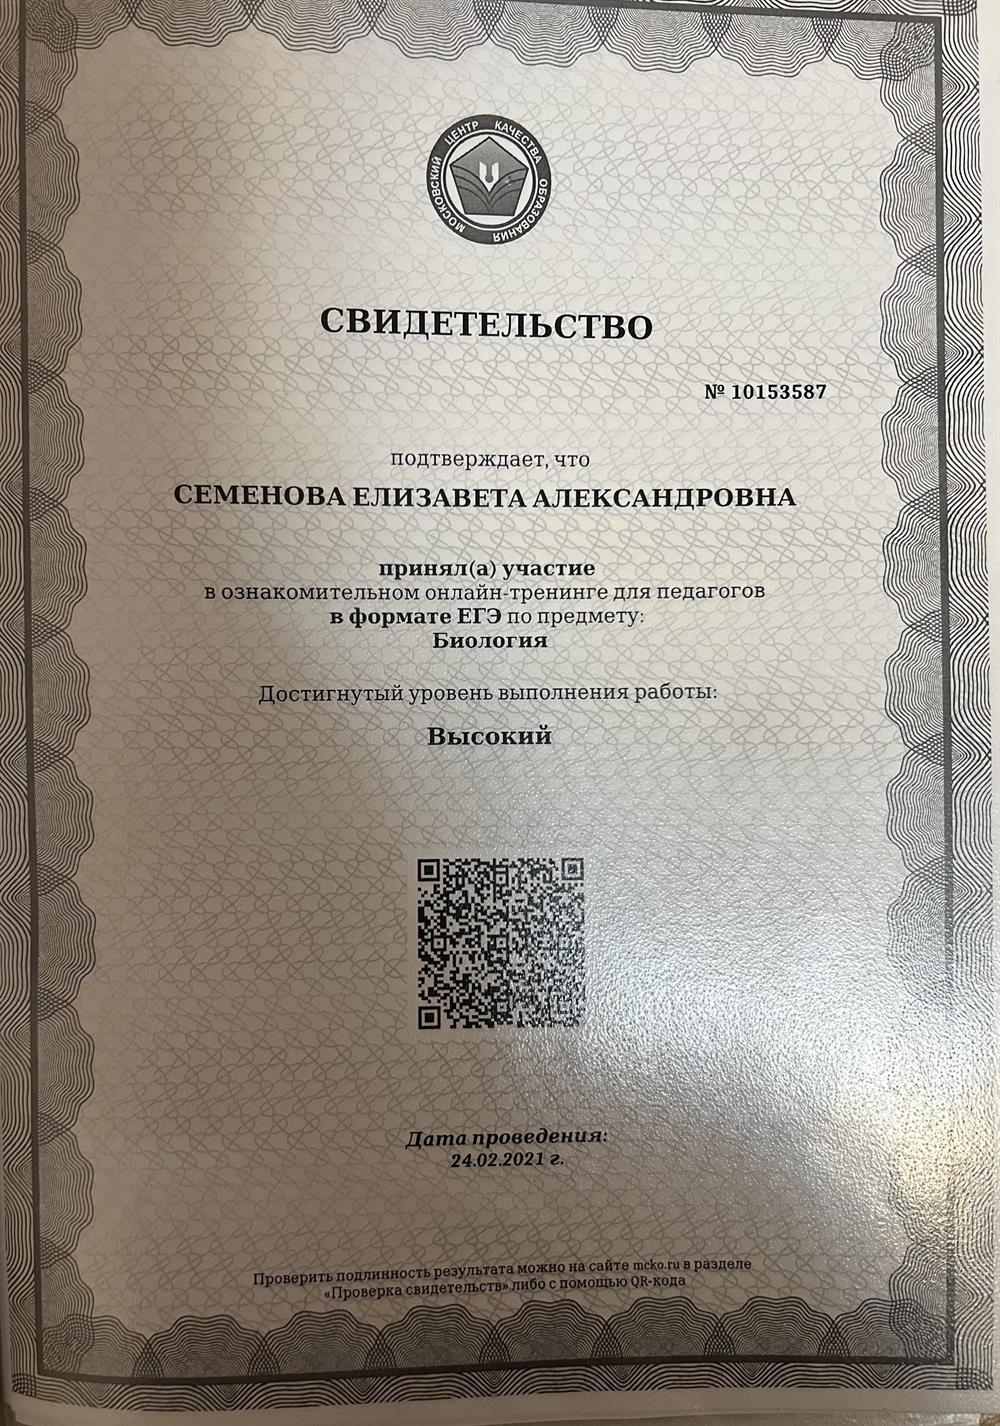 МОСКОВСКИЙ ЦЕНТР КАЧЕСТВА ОБРАЗОВАНИЯ
СВИДЕТЕЛЬСТВО
№ 10153587
подтверждает, что
СЕМЕНОВА ЕЛИЗАВЕТА АЛЕКСАНДРОВНА
принял(а) участие
в ознакомительном онлайн-тренинге для педагогов
в формате ЕГЭ по предмету:
Биология
Достигнутый уровень выполнения работы:
Высокий
Дата проведения:
24.02.2021 г.
Проверить подлинность результата можно на сайте mcko.ru в разделе
«Проверка свидетельств» либо с помощью QR-кода